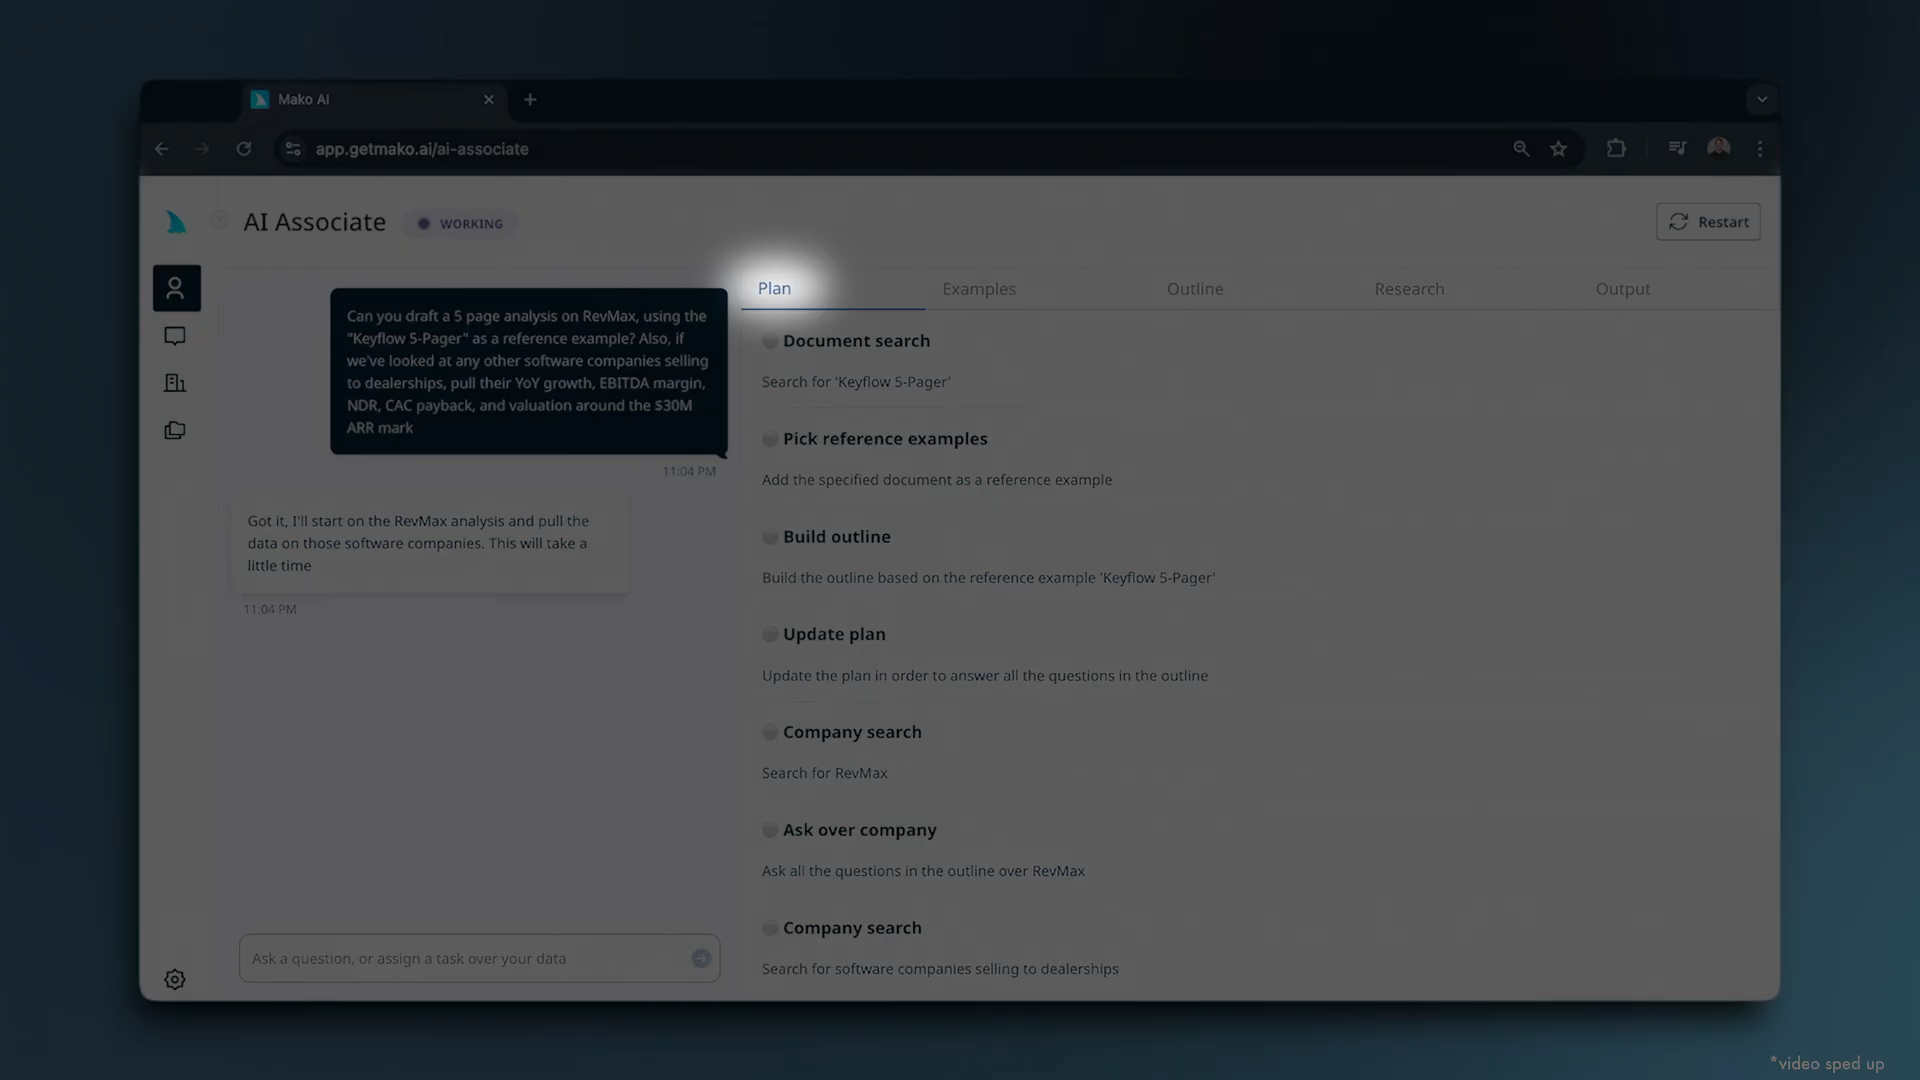 Mako AI
app.getmako.ai/ai-associate
AI Associate
WORKING
Restart
Can you draft a 5 page analysis on RevMax, using the
"Keyflow 5-Pager" as a reference example? Also, if
we've looked at any other software companies selling
to dealerships, pull their YoY growth, EBITDA margin,
NDR, CAC payback, and valuation around the $30M
ARR mark
11:04 PM
Got it, I'll start on the RevMax analysis and pull the
data on those software companies. This will take a
little time
11:04 PM
Ask a question, or assign a task over your data
Plan
Examples
Outline
Research
Output
Document search
Search for 'Keyflow 5-Pager'
Pick reference examples
Add the specified document as a reference example
Build outline
Build the outline based on the reference example 'Keyflow 5-Pager'
Update plan
Update the plan in order to answer all the questions in the outline
Company search
Search for RevMax
Ask over company
Ask all the questions in the outline over RevMax
Company search
Search for software companies selling to dealerships
*video sped up